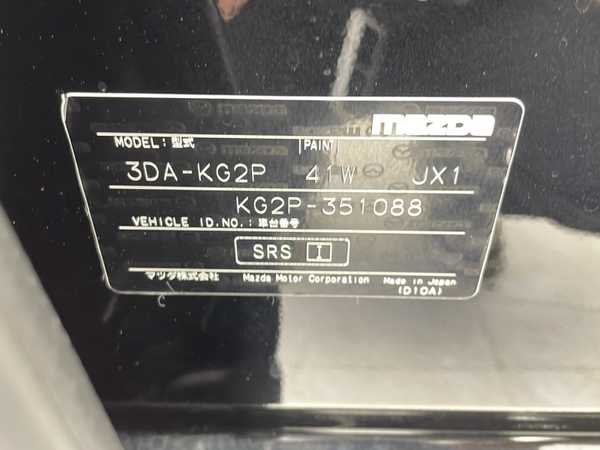 mazda
MODEL: 型式 PAINT
3DA-KG2P 41W JX1
KG2P-351088
VEHICLE ID.NO.: 車台番号
SRS I
マツダ株式会社 Mazda Motor Corporation Made in Japan
(D10A)